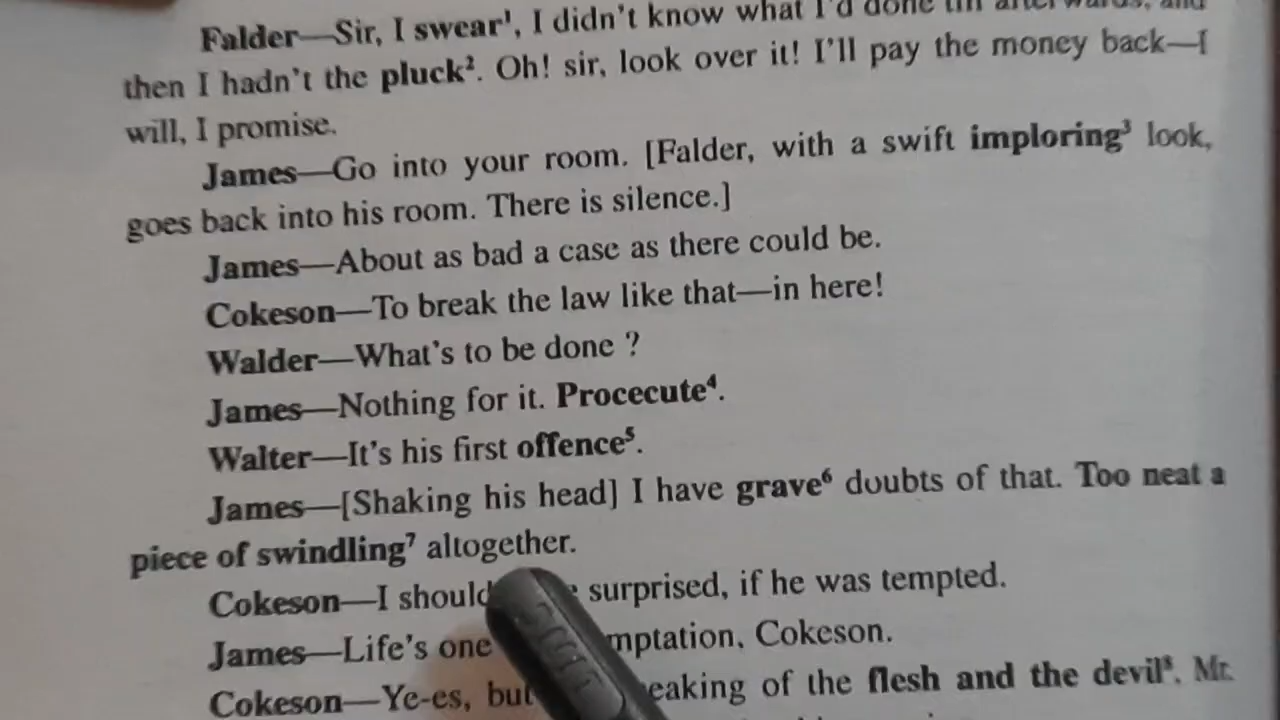 Falder—Sir, I swear¹, I didn't know what I'd done afterwards, and
then I hadn't the pluck². Oh! sir, look over it! I'll pay the money back—I
will, I promise.
James—Go into your room. [Falder, with a swift imploring³ look,
goes back into his room. There is silence.]
James—About as bad a case as there could be.
Cokeson—To break the law like that—in here!
Walder—What's to be done ?
James—Nothing for it. Procecute⁴.
Walter—It's his first offence⁵.
James—[Shaking his head] I have grave⁶ doubts of that. Too neat a
piece of swindling⁷ altogether.
Cokeson—I should surprised, if he was tempted.
James—Life's one Cokeson.
Cokeson—Ye-es, but of the flesh and the devil⁸, Mr.